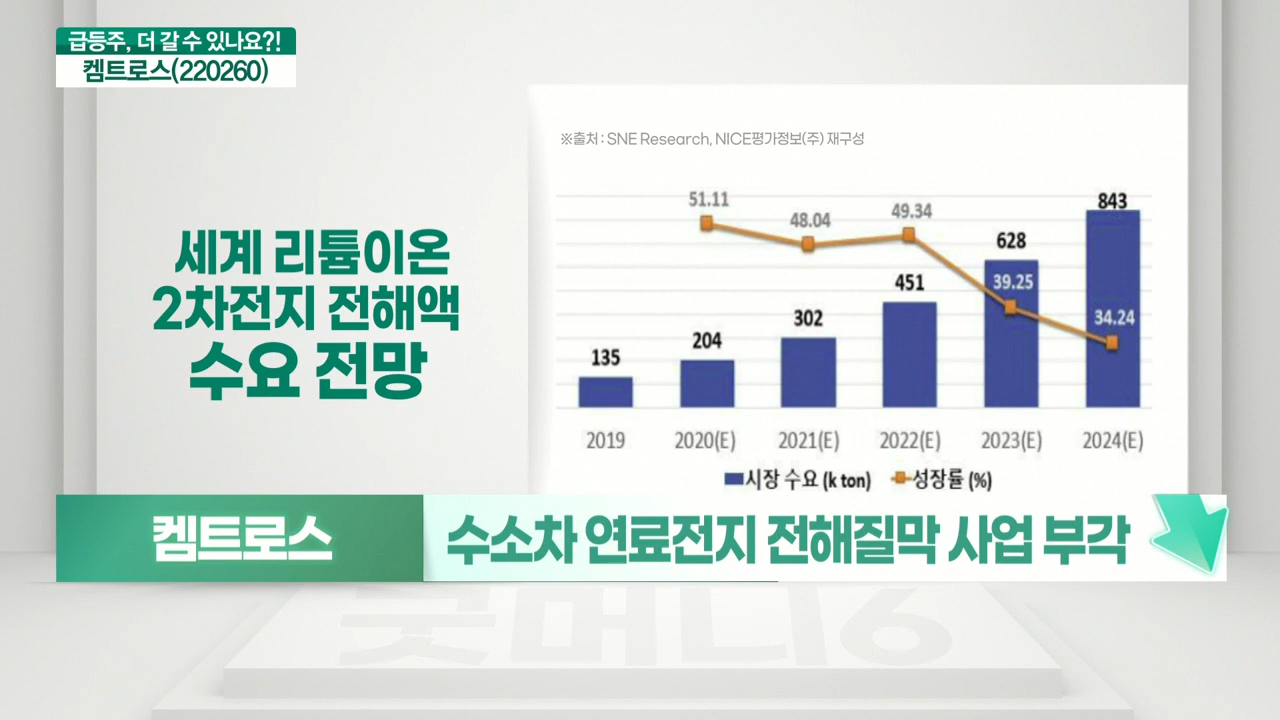 급등주, 더 갈 수 있나요?!
켐트로스(220260)
※출처 : SNE Research, NICE평가정보(주) 재구성
세계 리튬이온
2차전지 전해액
수요 전망
51.11
48.04
49.34
39.25
34.24
135
204
302
451
628
843
2019
2020(E)
2021(E)
2022(E)
2023(E)
2024(E)
시장 수요 (k ton)
성장률 (%)
켐트로스
수소차 연료전지 전해질막 사업 부각
굿머니6